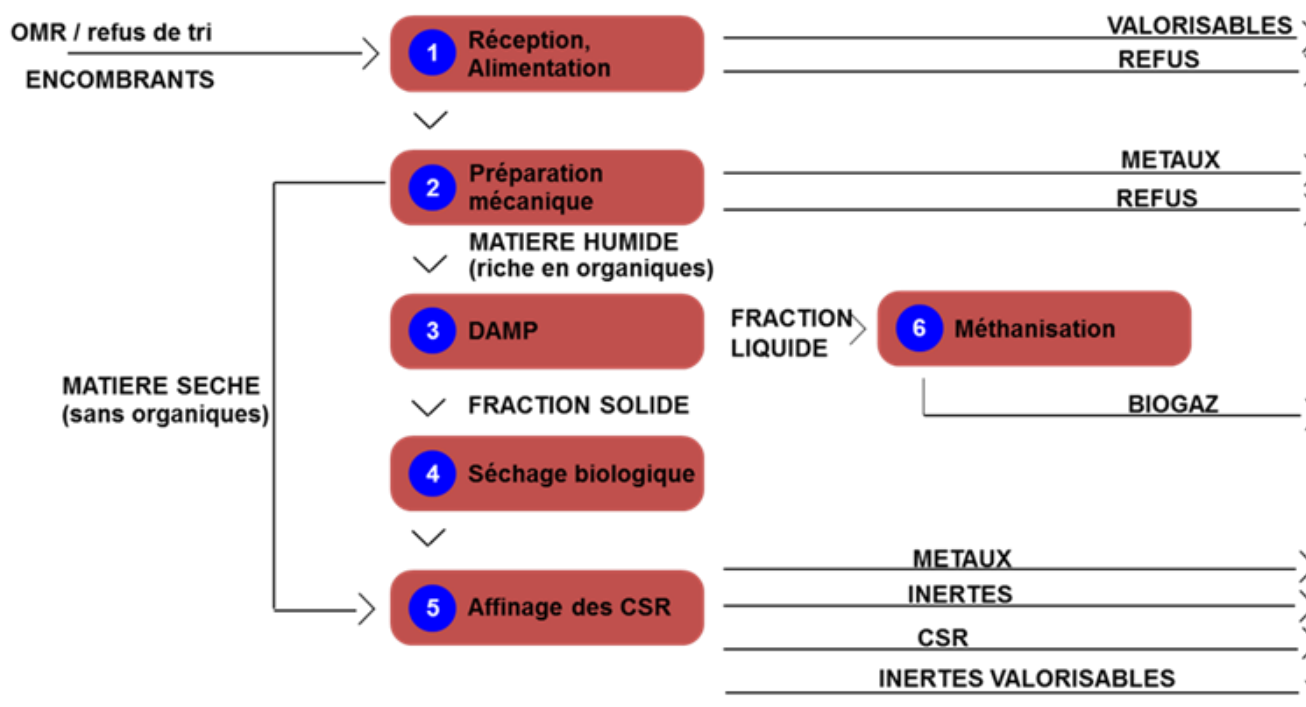 OMR / refus de tri
ENCOMBRANTS
1
Réception,
Alimentation
VALORISABLES
REFUS
2
Préparation
mécanique
METAUX
REFUS
MATIERE HUMIDE
(riche en organiques)
3
DAMP
FRACTION
LIQUIDE
6
Méthanisation
MATIERE SECHE
(sans organiques)
FRACTION SOLIDE
BIOGAZ
4
Séchage biologique
5
Affinage des CSR
METAUX
INERTES
CSR
INERTES VALORISABLES